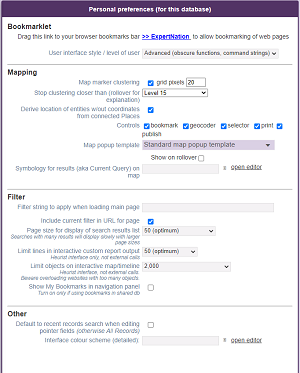 Personal preferences (for this database)
Bookmarklet
Drag this link to your browser bookmarks bar >> ExpertNation to allow bookmarking of web pages
User interface style / level of user Advanced (obscure functions, command strings)
Mapping
Map marker clustering grid pixels 20
Stop clustering closer than (rollover for explanation) Level 15
Derive location of entities w/out coordinates from connected Places
Controls bookmark geocoder selector print
publish
Map popup template Standard map popup template
Show on rollover
Symbology for results (aka Current Query) on map open editor
Filter
Filter string to apply when loading main page
Include current filter in URL for page
Page size for display of search results list 50 (optimum)
Searches with many results will display slowly with larger
page sizes
Limit lines in interactive custom report output 50 (optimum)
Heurist interface only, not external calls
Limit objects on interactive map/timeline 2,000
Heurist interface, not external calls.
Beware overloading websites with too many objects.
Show My Bookmarks in navigation panel
Turn on only if using bookmarks in shared db
Other
Default to recent records search when editing
pointer fields (otherwise All Records)
Interface colour scheme (detailed): open editor